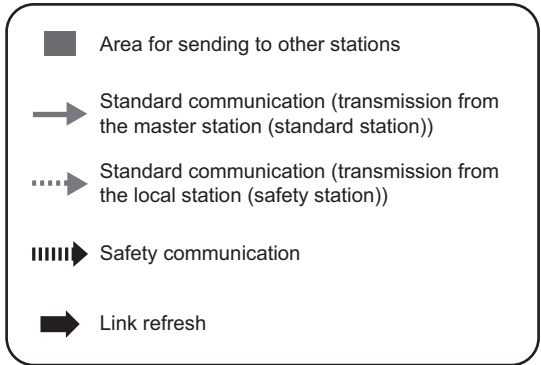 Area for sending to other stations
Standard communication (transmission from
the master station (standard station))
Standard communication (transmission from
the local station (safety station))
Safety communication
Link refresh